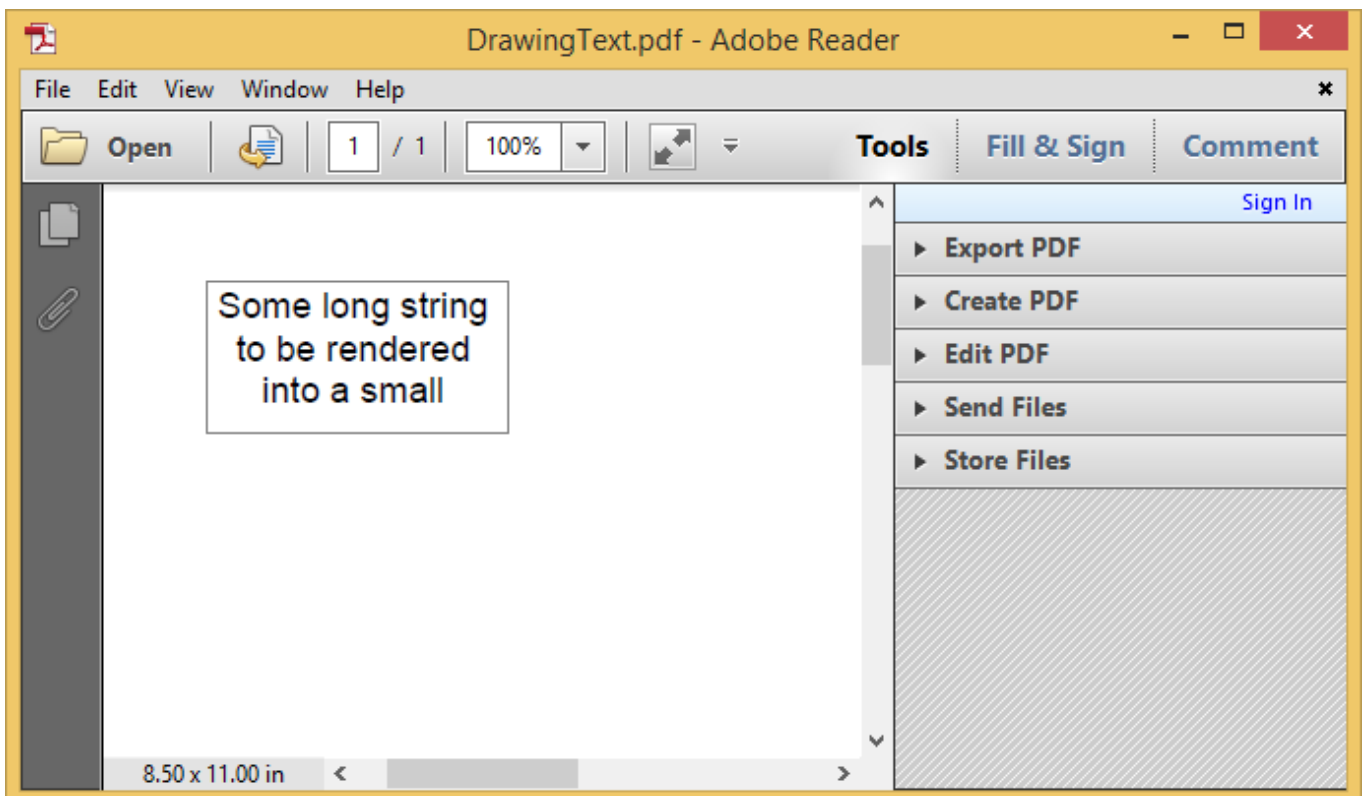 DrawingText.pdf - Adobe Reader
File Edit View Window Help
Open 1 / 1 100% Tools Fill & Sign Comment
Sign In
Export PDF
Create PDF
Edit PDF
Send Files
Store Files
Some long string
to be rendered
into a small
8.50 x 11.00 in